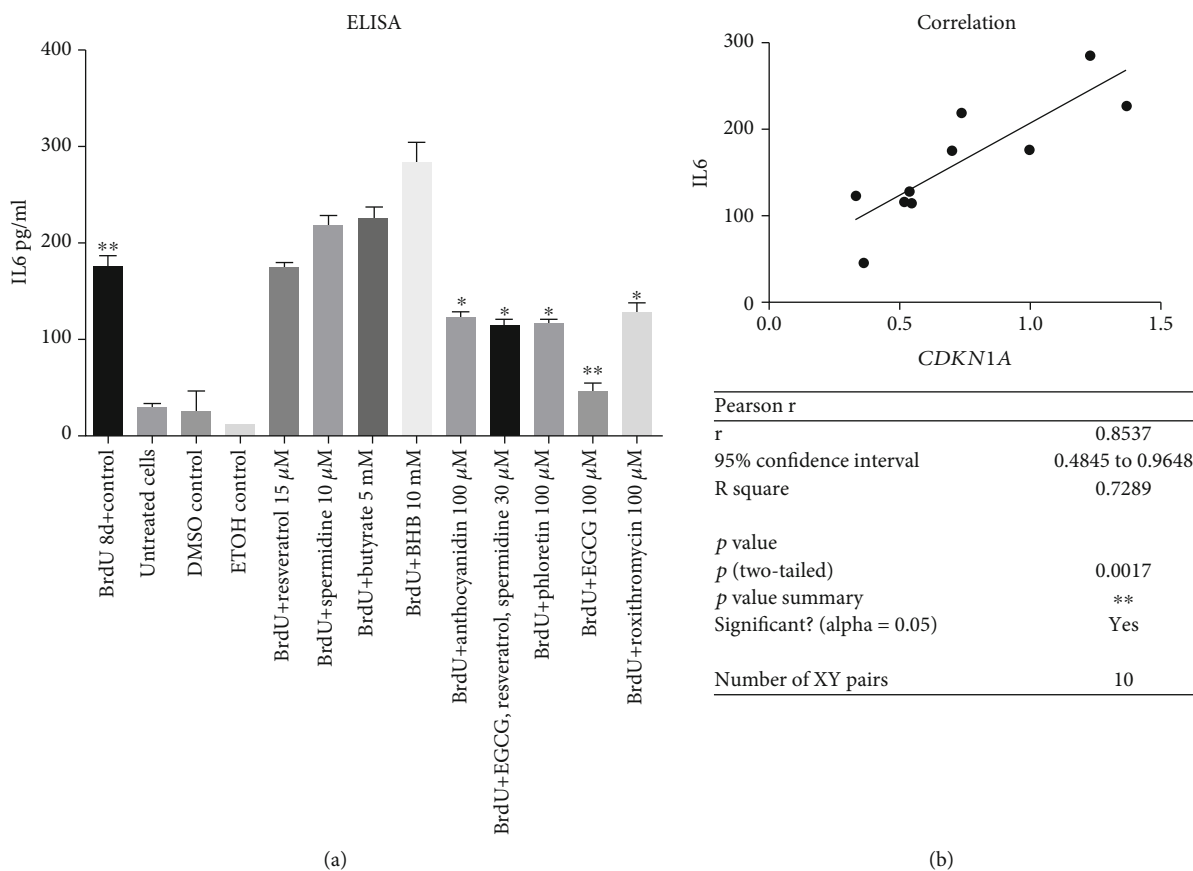 ELISA
400
300
200
100
0
IL6 pg/ml
**
*
*
*
**
*
BrdU 8d+control
Untreated cells
DMSO control
ETOH control
BrdU+resveratrol 15 µM
BrdU+spermidine 10 µM
BrdU+butyrate 5 mM
BrdU+BHB 10 mM
BrdU+anthocyanidin 100 µM
BrdU+EGCG, resveratrol, spermidine 30 µM
BrdU+phloretin 100 µM
BrdU+EGCG 100 µM
BrdU+roxithromycin 100 µM
(a)
Correlation
300
200
100
0
IL6
0.0 0.5 1.0 1.5
CDKN1A
Pearson r
r 0.8537
95% confidence interval 0.4845 to 0.9648
R square 0.7289
p value
p (two-tailed) 0.0017
p value summary **
Significant? (alpha = 0.05) Yes
Number of XY pairs 10
(b)